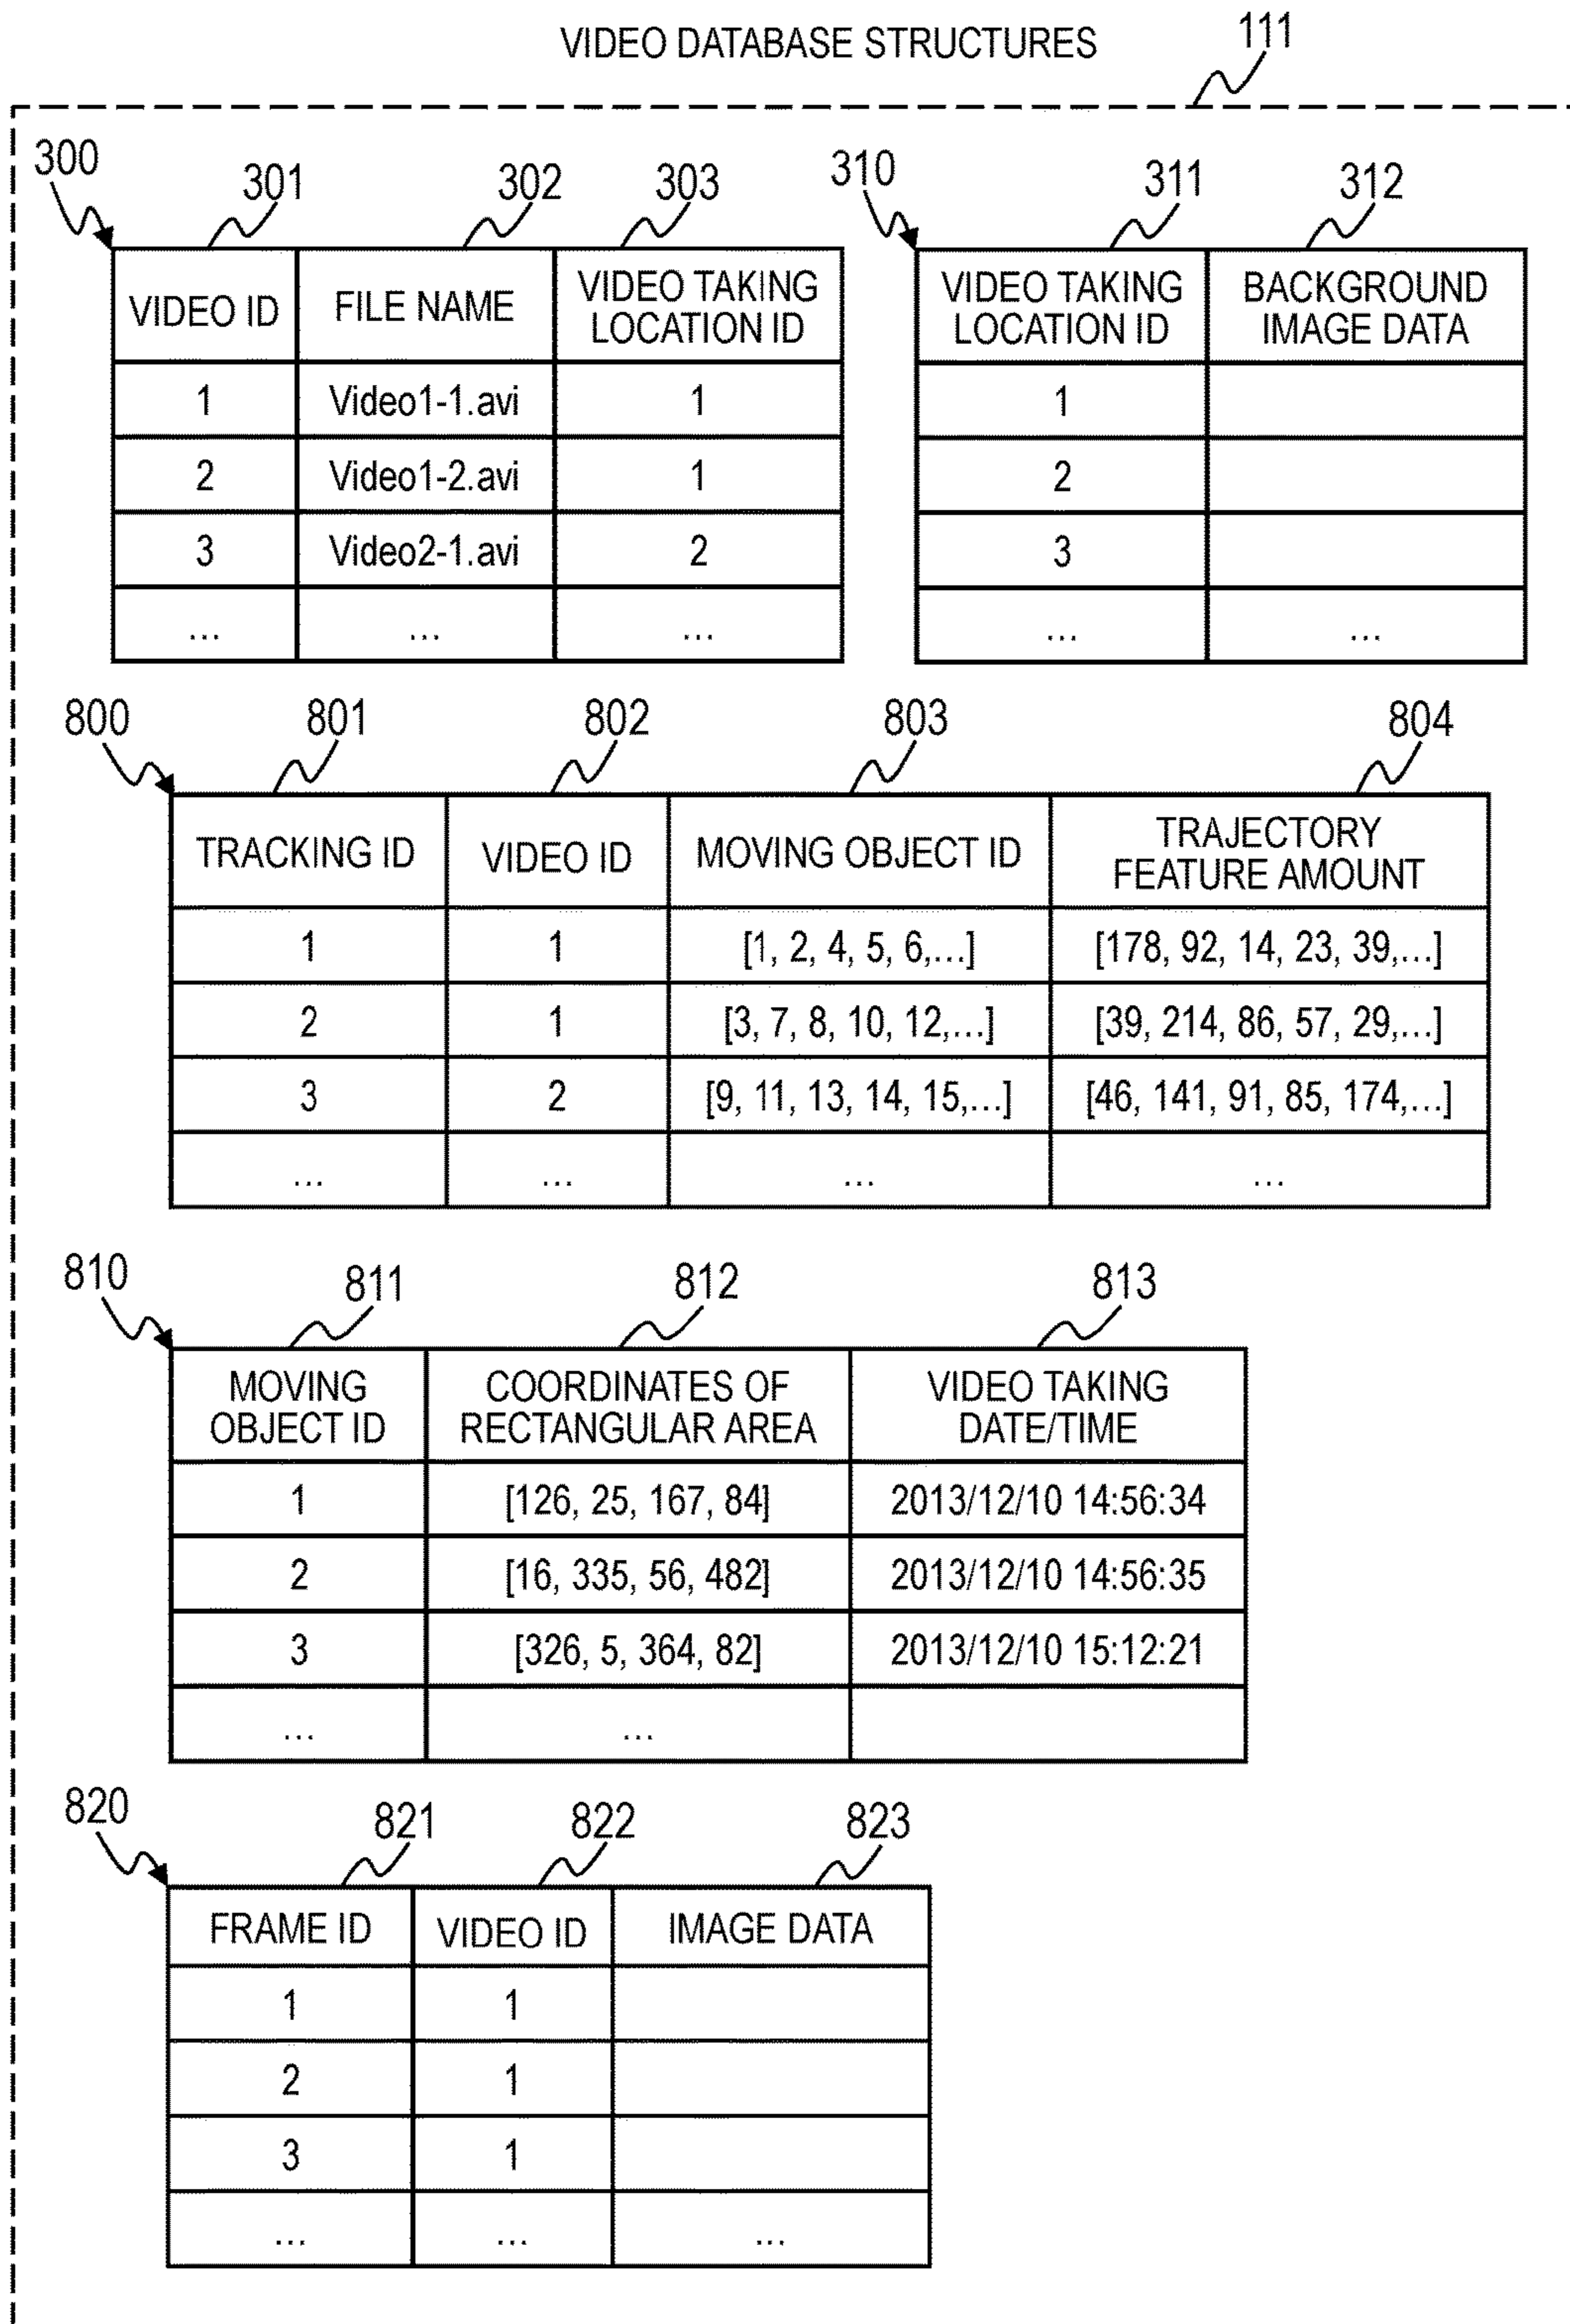 VIDEO DATABASE STRUCTURES
111
300
301
302
303
VIDEO ID
FILE NAME
VIDEO TAKING
LOCATION ID
1 Video1-1.avi 1
2 Video1-2.avi 1
3 Video2-1.avi 2
... ... ...
310
311
312
VIDEO TAKING
LOCATION ID
BACKGROUND
IMAGE DATA
1
2
3
... ...
800
801
802
803
804
TRACKING ID
VIDEO ID
MOVING OBJECT ID
TRAJECTORY
FEATURE AMOUNT
1 1 [1, 2, 4, 5, 6,...] [178, 92, 14, 23, 39,...]
2 1 [3, 7, 8, 10, 12,...] [39, 214, 86, 57, 29,...]
3 2 [9, 11, 13, 14, 15,...] [46, 141, 91, 85, 174,...]
... ... ... ...
810
811
812
813
MOVING
OBJECT ID
COORDINATES OF
RECTANGULAR AREA
VIDEO TAKING
DATE/TIME
1 [126, 25, 167, 84] 2013/12/10 14:56:34
2 [16, 335, 56, 482] 2013/12/10 14:56:35
3 [326, 5, 364, 82] 2013/12/10 15:12:21
... ...
820
821
822
823
FRAME ID
VIDEO ID
IMAGE DATA
1 1
2 1
3 1
... ... ...